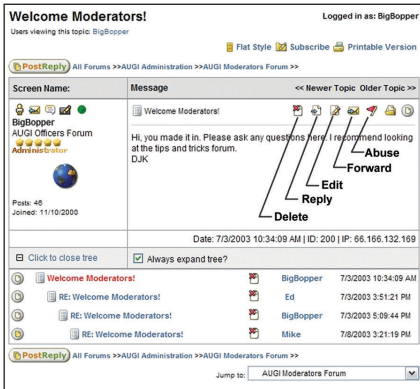 Welcome Moderators!
Logged in as: BigBopper
Users viewing this topic: BigBopper
Flat Style Subscribe Printable Version
PostReply All Forums >>AUGI Administration >>AUGI Moderators Forum >>
Screen Name: Message << Newer Topic Older Topic >>
Welcome Moderators!
BigBopper
AUGI Officers Forum
Administrator
Hi, you made it in. Please ask any questions here. I recommend looking
at the tips and tricks forum.
DJK
Abuse
Forward
Edit
Reply
Delete
Posts: 46
Joined: 11/10/2000
Date: 7/3/2003 10:34:09 AM | ID: 200 | IP: 66.166.132.169
Click to close tree Always expand tree?
Welcome Moderators! BigBopper 7/3/2003 10:34:09 AM
RE: Welcome Moderators! Ed 7/3/2003 3:51:21 PM
RE: Welcome Moderators! BigBopper 7/3/2003 5:09:44 PM
RE: Welcome Moderators! Mike 7/8/2003 3:21:19 PM
PostReply All Forums >>AUGI Administration >>AUGI Moderators Forum >>
Jump to: AUGI Moderators Forum